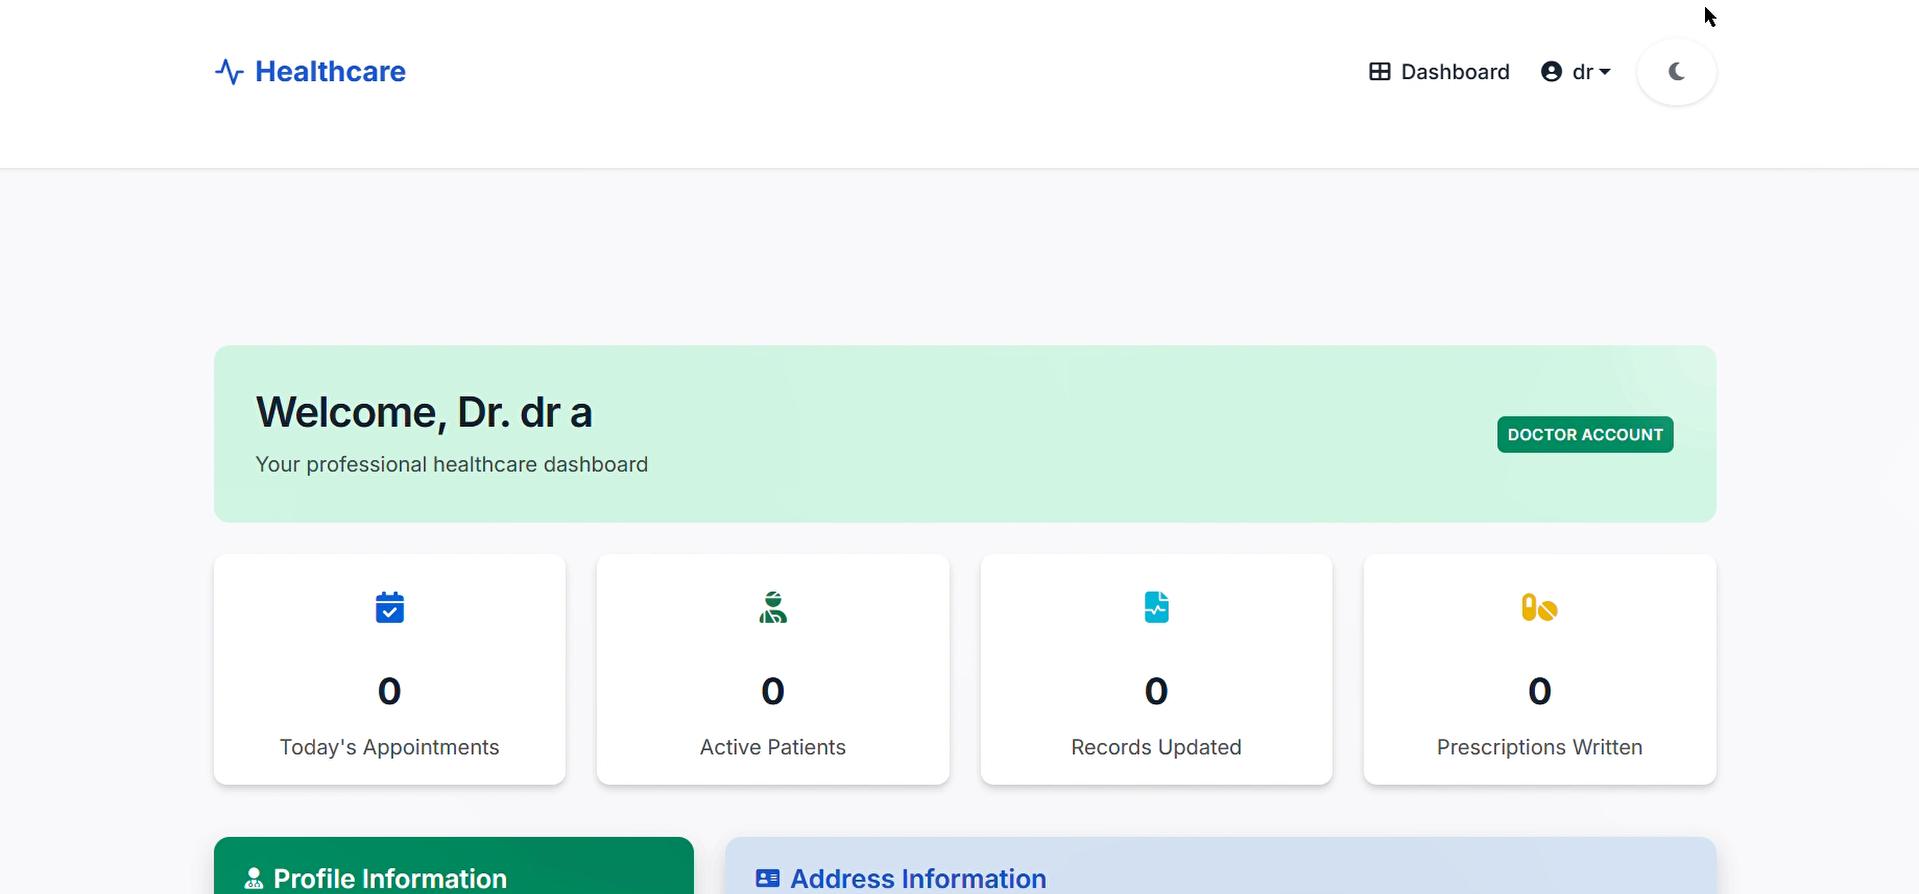 Healthcare
Dashboard
dr
Welcome, Dr. dr a
Your professional healthcare dashboard
DOCTOR ACCOUNT
0
Today's Appointments
0
Active Patients
0
Records Updated
0
Prescriptions Written
Profile Information
Address Information